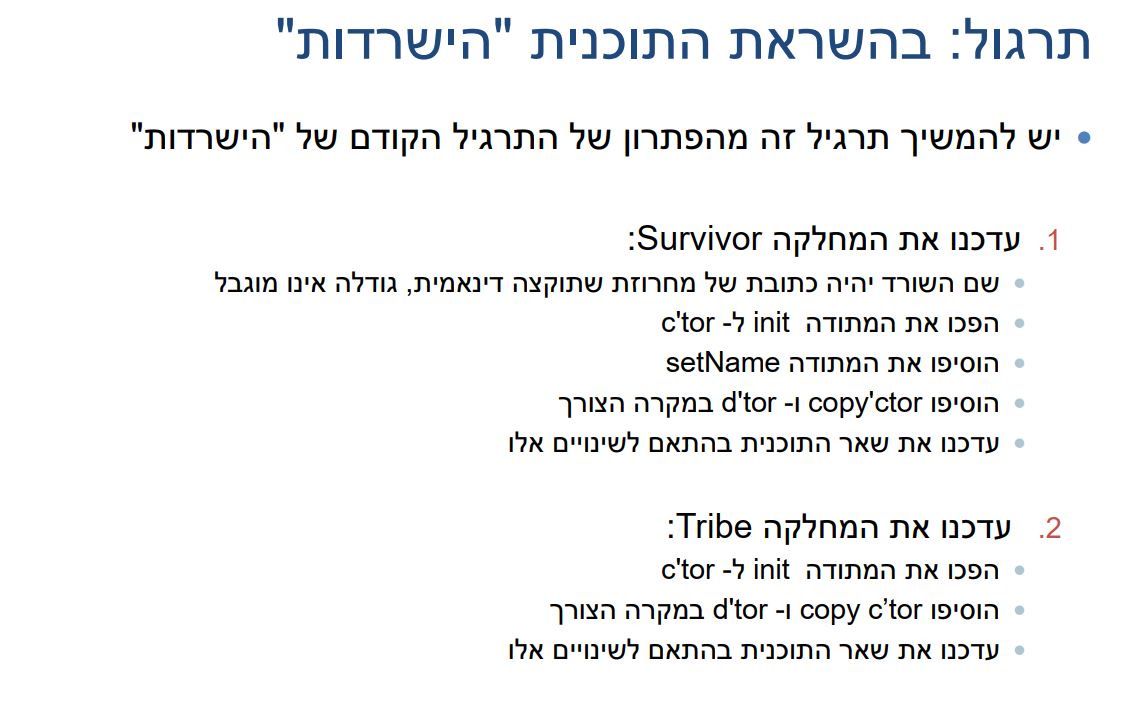 תרגול: בהשראת התוכנית "הישרדות"
• יש להמשיך תרגיל זה מהפתרון של התרגיל הקודם של "הישרדות"
1. עדכנו את המחלקה Survivor:
• שם השורד יהיה כתובת של מחרוזת שתוקצה דינאמית, גודלה אינו מוגבל
• הפכו את המתודה init ל- c'tor
• הוסיפו את המתודה setName
• הוסיפו copy'ctor ו- d'tor במקרה הצורך
• עדכנו את שאר התוכנית בהתאם לשינויים אלו
2. עדכנו את המחלקה Tribe:
• הפכו את המתודה init ל- c'tor
• הוסיפו copy c’tor ו- d'tor במקרה הצורך
• עדכנו את שאר התוכנית בהתאם לשינויים אלו